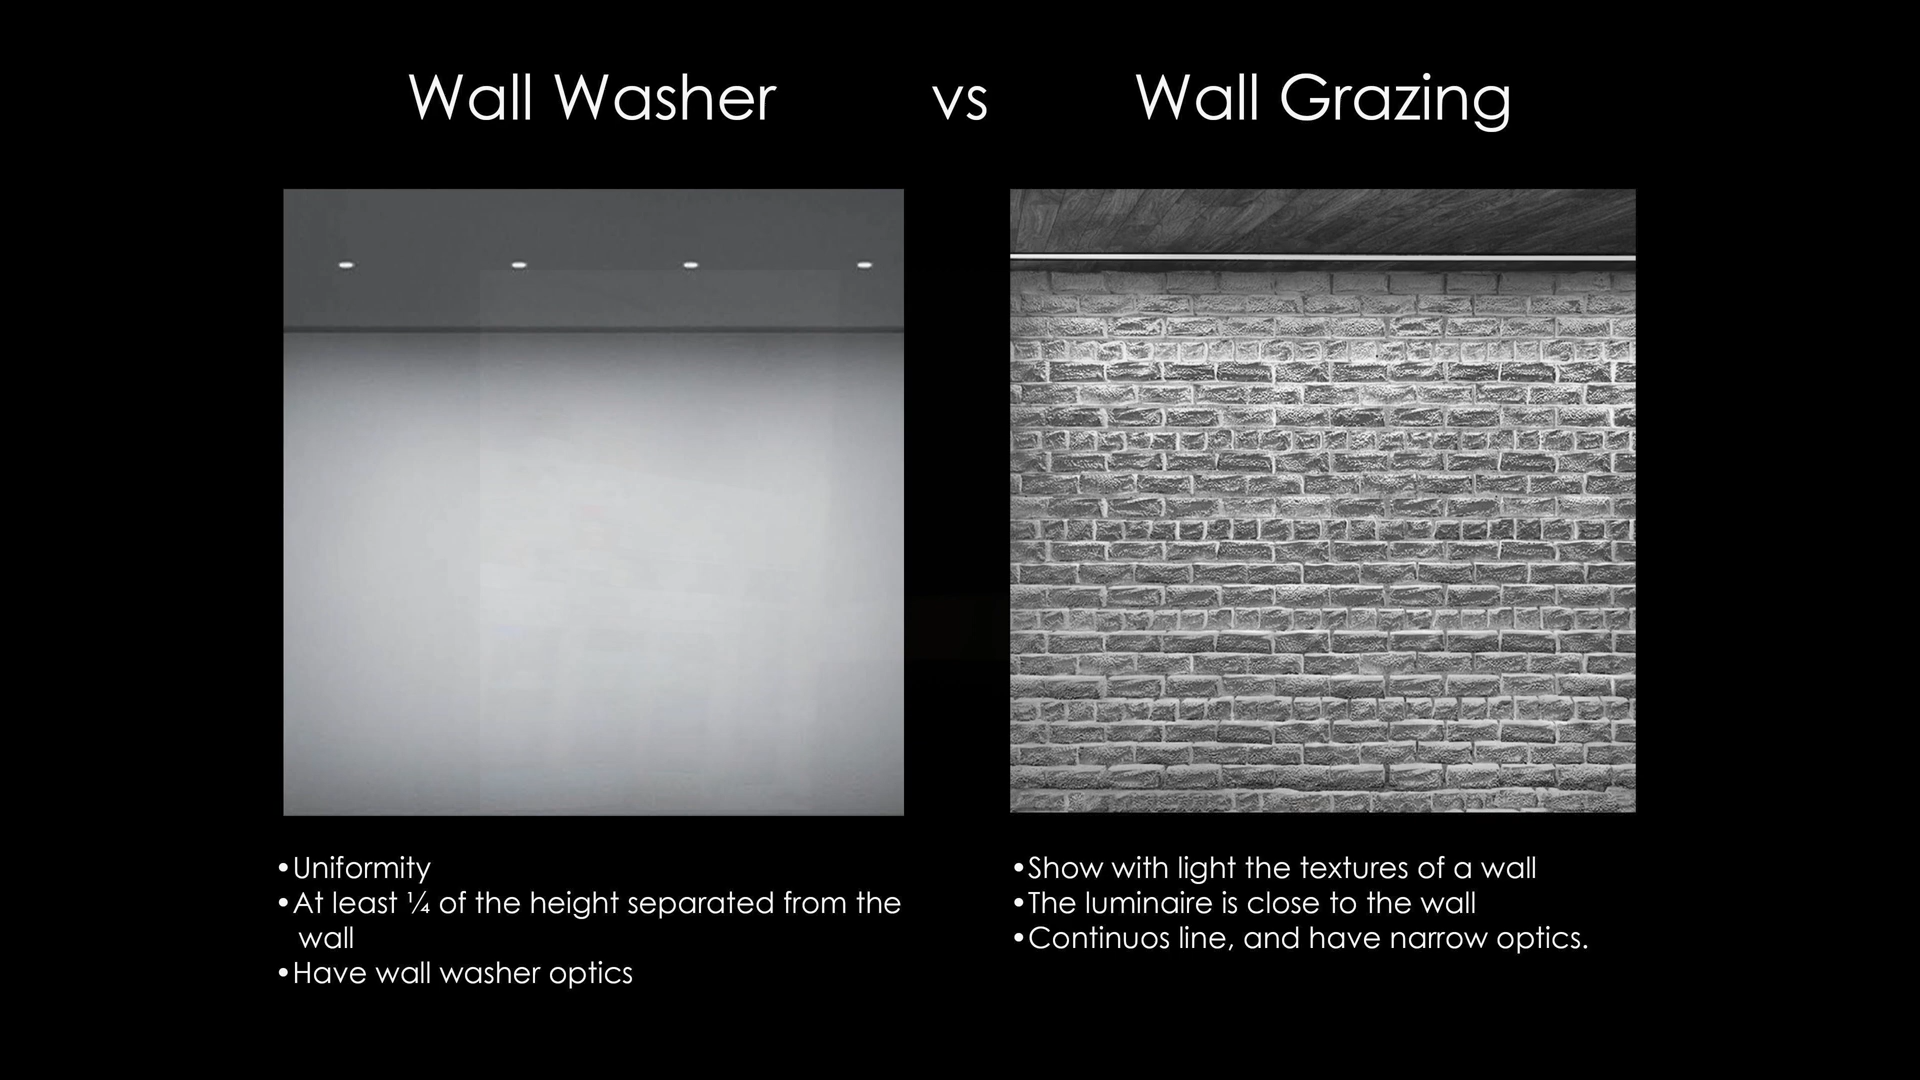 Wall Washer vs Wall Grazing
•Uniformity
•At least ¼ of the height separated from the
wall
•Have wall washer optics
•Show with light the textures of a wall
•The luminaire is close to the wall
•Continuos line, and have narrow optics.